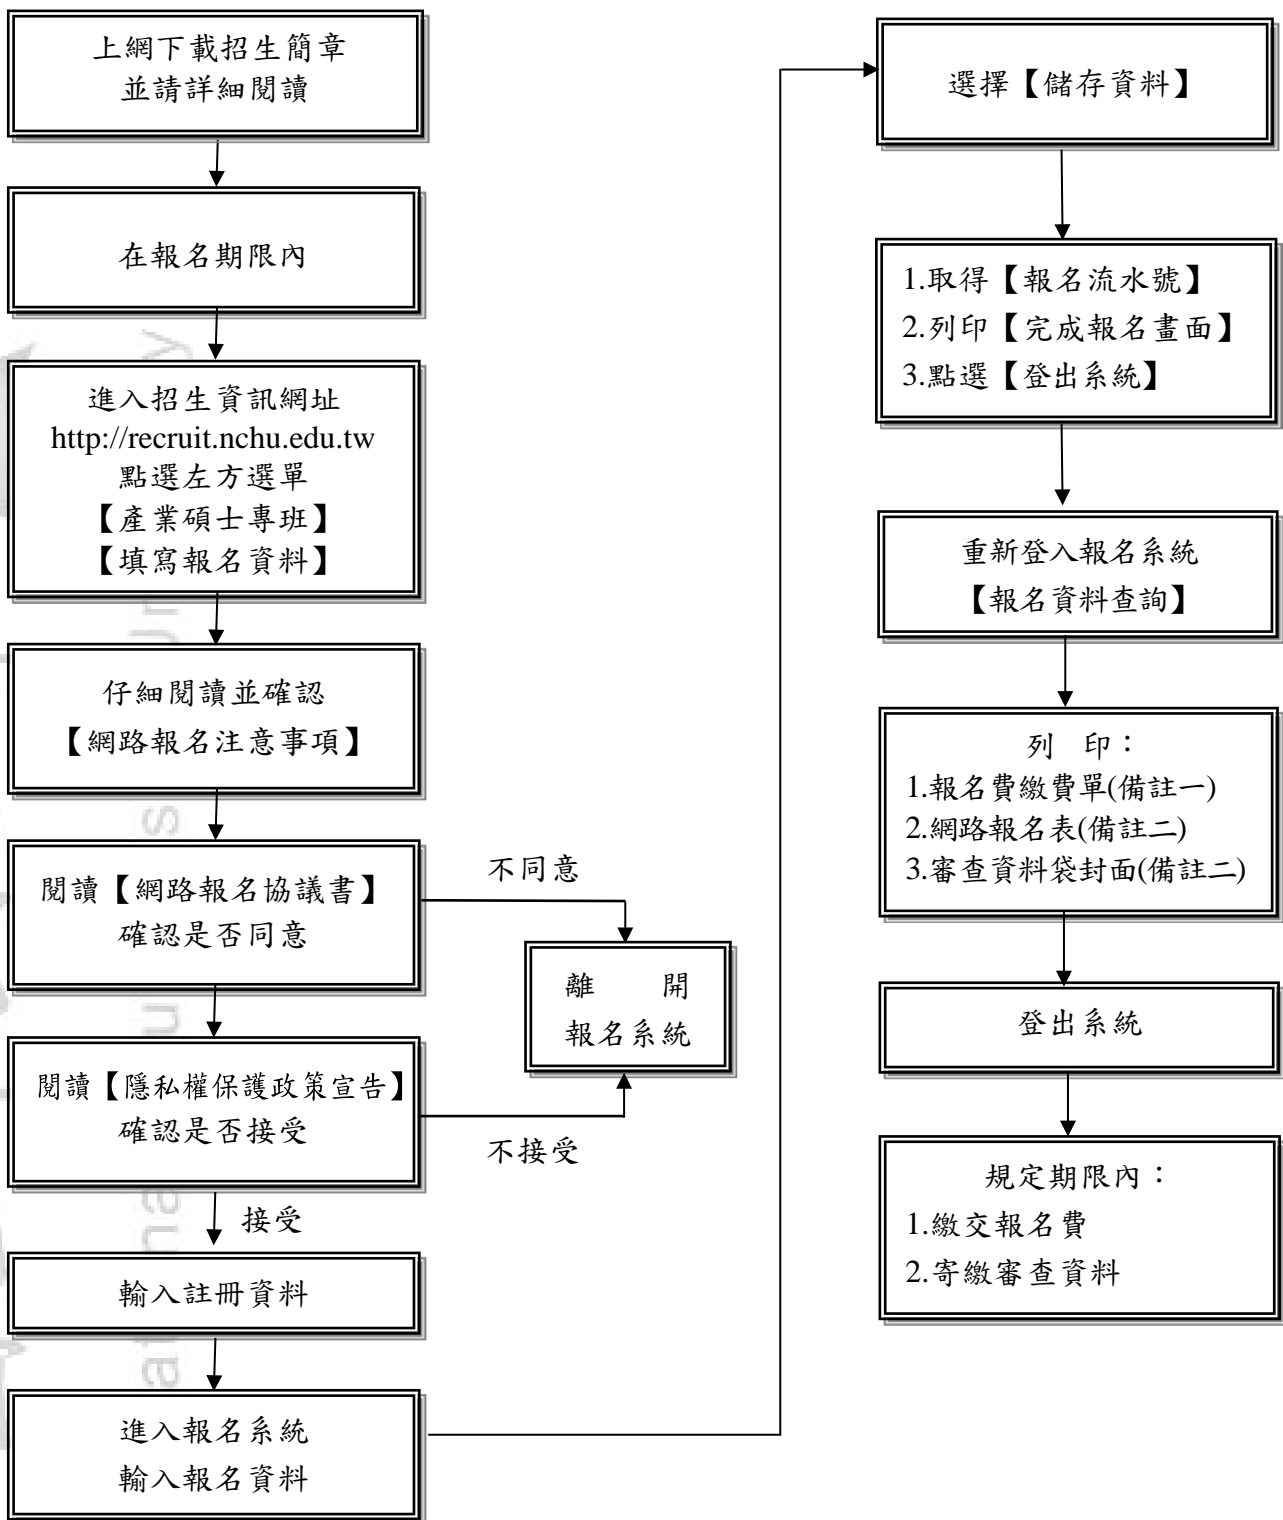 上網下載招生簡章
並請詳細閱讀
在報名期限內
進入招生資訊網址
http://recruit.nchu.edu.tw
點選左方選單
【產業碩士專班】
【填寫報名資料】
仔細閱讀並確認
【網路報名注意事項】
閱讀【網路報名協議書】
確認是否同意
不同意
離 開
報名系統
閱讀【隱私權保護政策宣告】
確認是否接受
不接受
接受
輸入註冊資料
進入報名系統
輸入報名資料
選擇【儲存資料】
1.取得【報名流水號】
2.列印【完成報名畫面】
3.點選【登出系統】
重新登入報名系統
【報名資料查詢】
列 印：
1.報名費繳費單(備註一)
2.網路報名表(備註二)
3.審查資料袋封面(備註二)
登出系統
規定期限內：
1.繳交報名費
2.寄繳審查資料